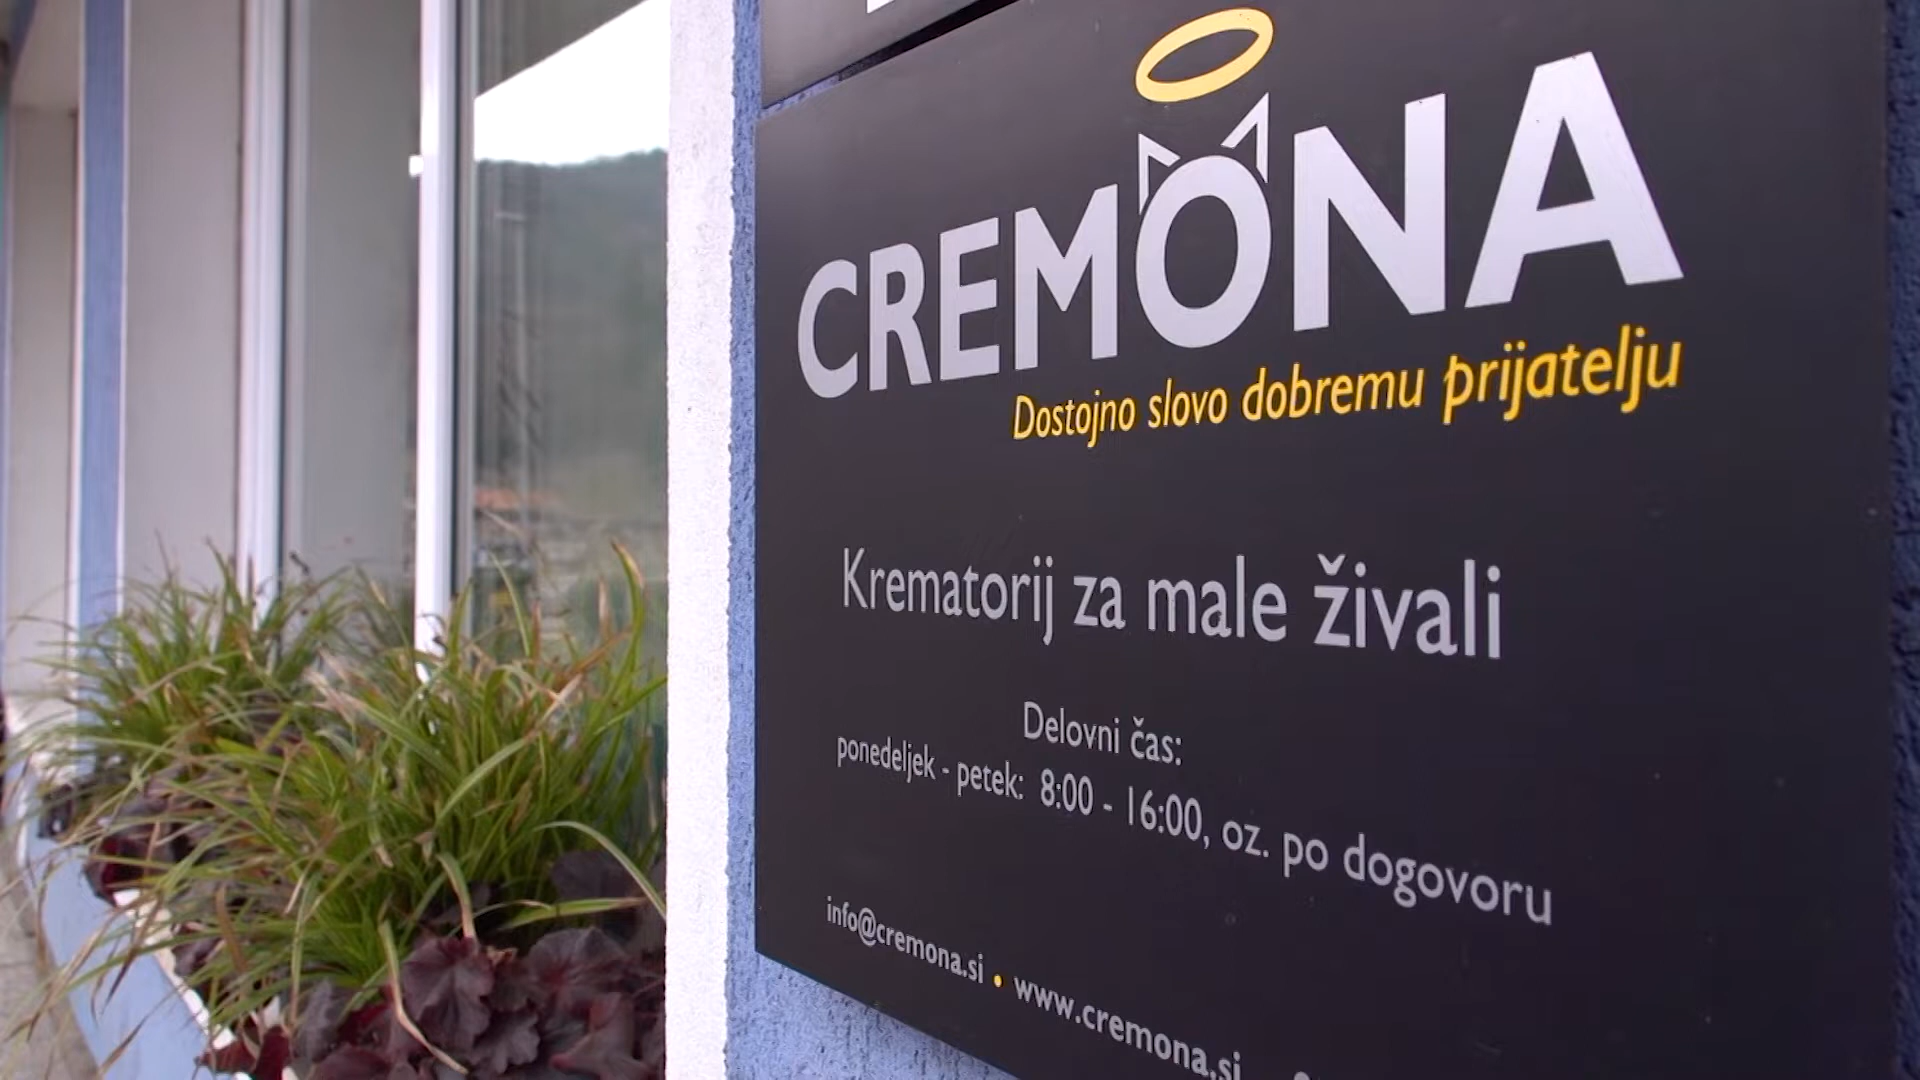 CREMONA
Dostojno slovo dobremu prijatelju
Krematorij za male živali
Delovni čas:
ponedeljek - petek: 8:00 - 16:00, oz. po dogovoru
info@cremona.si • www.cremona.si